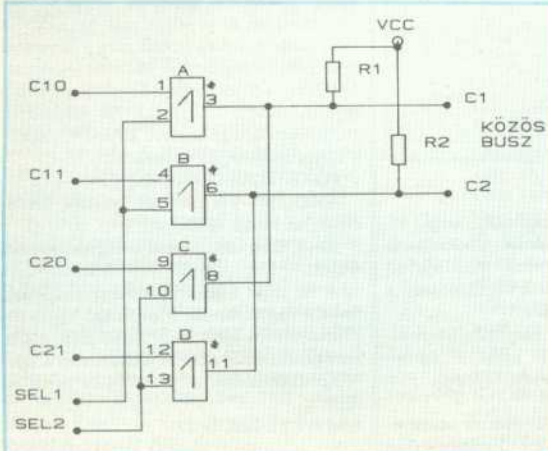 VCC
A
R1
C10
1
*
3
C1
2
KÖZÖS
BUSZ
B
R2
C11
4
*
6
C2
5
C
C20
9
*
8
10
D
C21
12
*
11
13
SEL1
SEL2